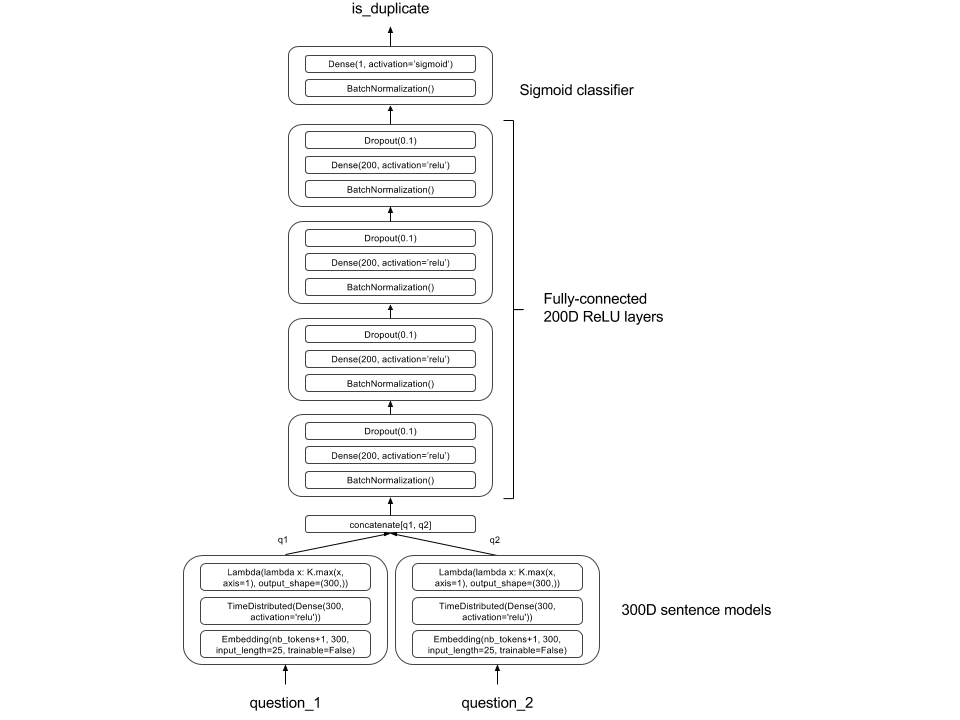 is_duplicate
Dense(1, activation='sigmoid')
BatchNormalization()
Sigmoid classifier
Dropout(0.1)
Dense(200, activation='relu')
BatchNormalization()
Dropout(0.1)
Dense(200, activation='relu')
BatchNormalization()
Fully-connected
200D ReLU layers
Dropout(0.1)
Dense(200, activation='relu')
BatchNormalization()
Dropout(0.1)
Dense(200, activation='relu')
BatchNormalization()
concatenate[q1, q2]
q1
q2
Lambda(lambda x: K.max(x,
axis=1), output_shape=(300,))
TimeDistributed(Dense(300,
activation='relu'))
Embedding(nb_tokens+1, 300,
input_length=25, trainable=False)
Lambda(lambda x: K.max(x,
axis=1), output_shape=(300,))
TimeDistributed(Dense(300,
activation='relu'))
Embedding(nb_tokens+1, 300,
input_length=25, trainable=False)
300D sentence models
question_1
question_2